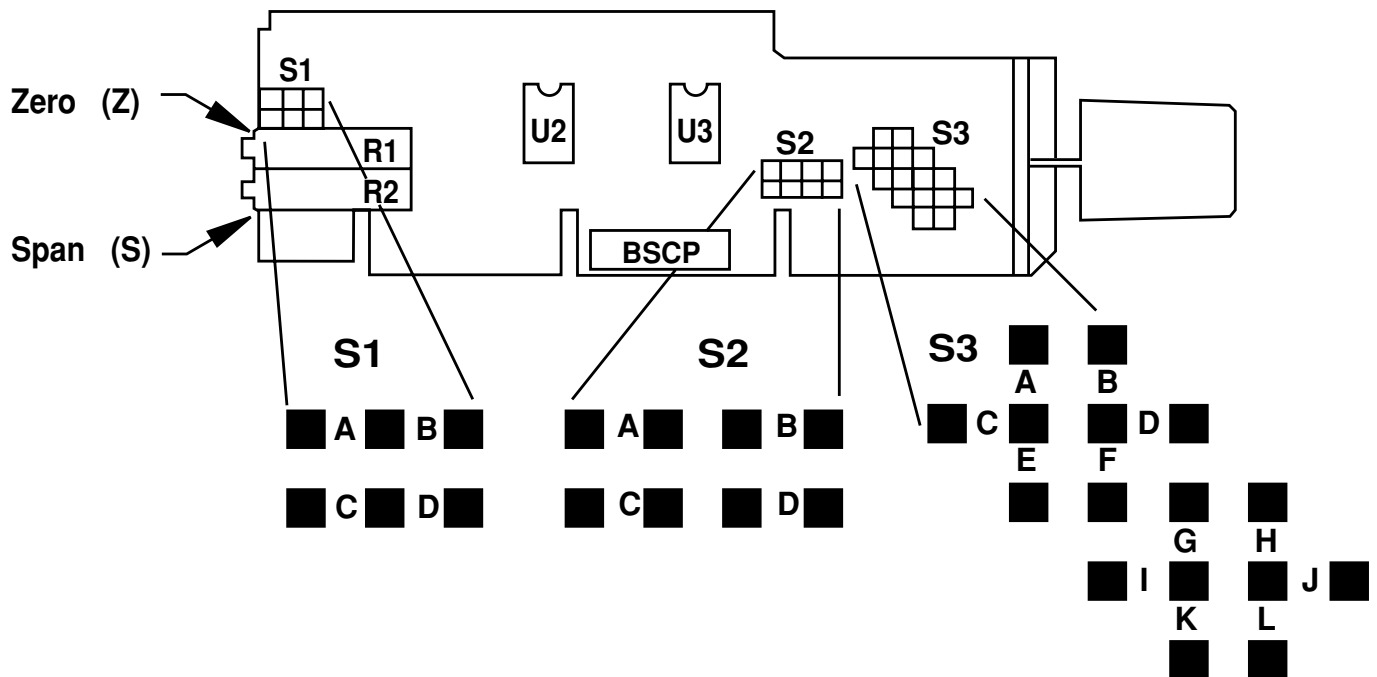 S1
Zero (Z)
R1
U2
U3
S2
S3
R2
Span (S)
BSCP
S1
S2
S3
A B
A B
A B
C D
C D
E F
C D
C D
G H
I J
K L